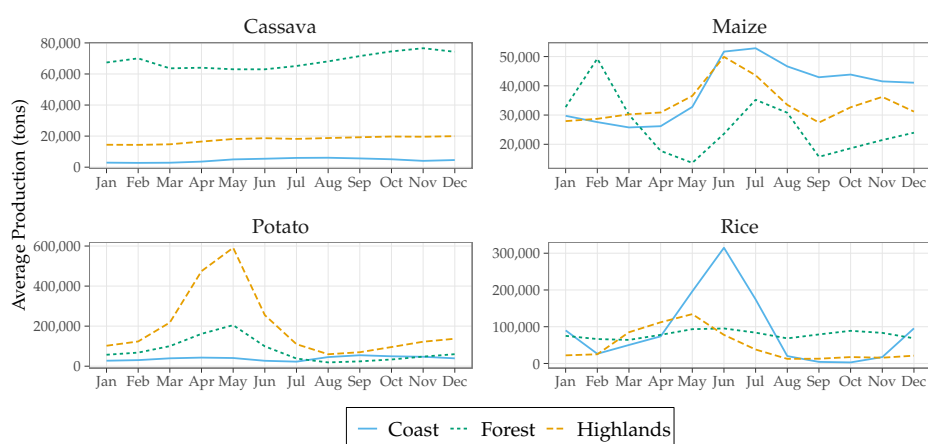 Average Production (tons)
Cassava
80,000
60,000
40,000
20,000
0
Jan Feb Mar Apr May Jun Jul Aug Sep Oct Nov Dec
Maize
50,000
40,000
30,000
20,000
Jan Feb Mar Apr May Jun Jul Aug Sep Oct Nov Dec
Potato
600,000
400,000
200,000
0
Jan Feb Mar Apr May Jun Jul Aug Sep Oct Nov Dec
Rice
300,000
200,000
100,000
0
Jan Feb Mar Apr May Jun Jul Aug Sep Oct Nov Dec
Coast Forest Highlands